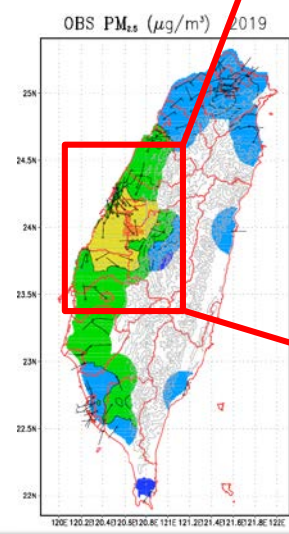 OBS PM₂.₅ (μg/m³) 2019
25N
24.5N
24N
23.5N
23N
22.5N
22N
120E 120.2E 120.4E 120.6E 120.8E 121E 121.2E 121.4E 121.6E 121.8E 122E